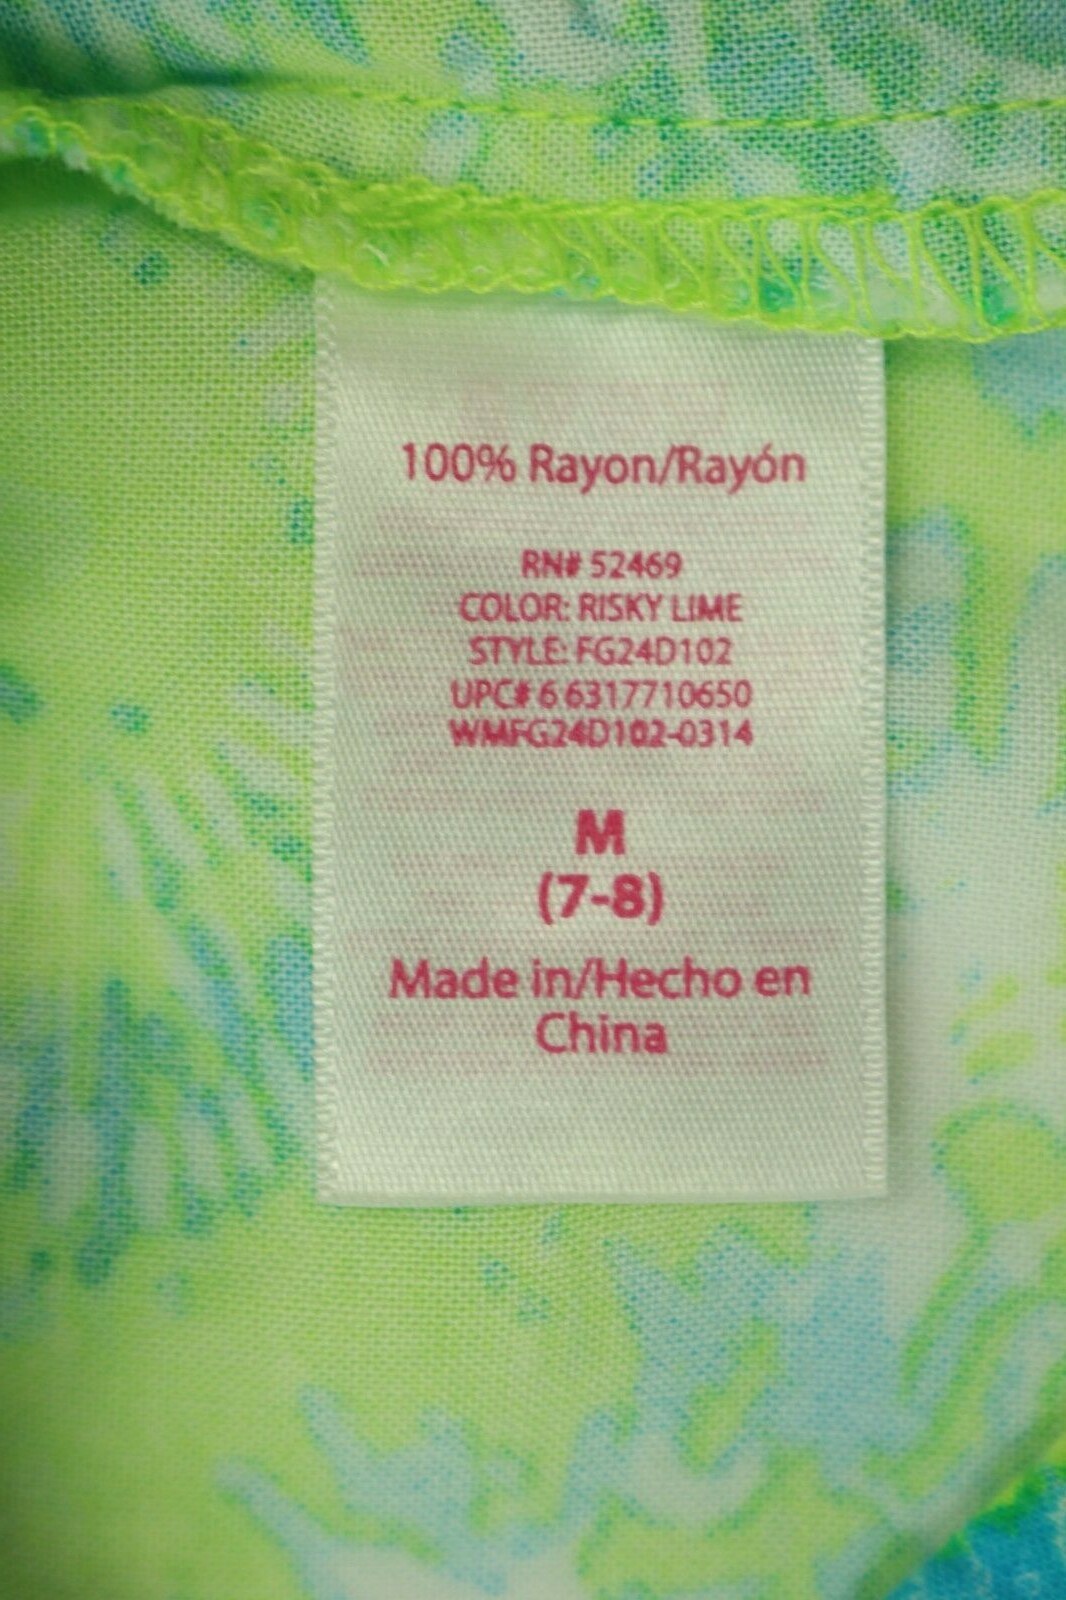 100% Rayon/Rayón
RN# 52469
COLOR: RISKY LIME
STYLE: FG24D102
UPC# 6 6317710650
WMFG24D102-0314
M
(7-8)
Made in/Hecho en
China